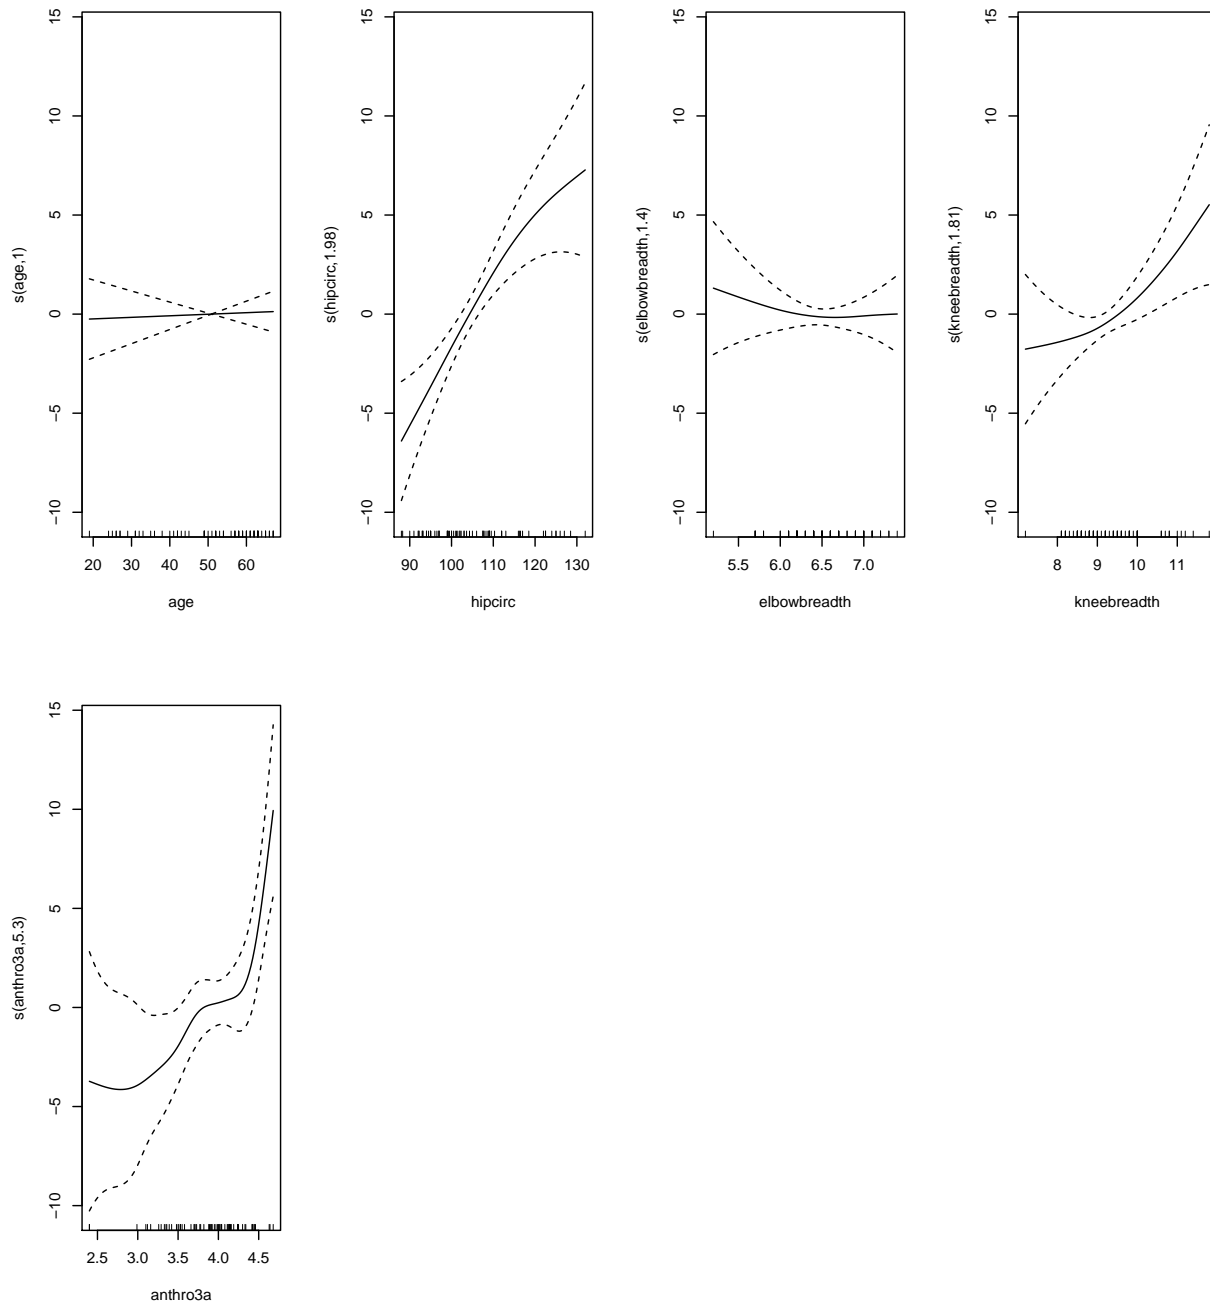 15
10
5
0
−5
−10
s(age,1)
20 30 40 50 60
age
15
10
5
0
−5
−10
s(hipcirc,1.98)
90 100 110 120 130
hipcirc
15
10
5
0
−5
−10
s(elbowbreadth,1.4)
5.5 6.0 6.5 7.0
elbowbreadth
15
10
5
0
−5
−10
s(kneebreadth,1.81)
8 9 10 11
kneebreadth
15
10
5
0
−5
−10
s(anthro3a,5.3)
2.5 3.0 3.5 4.0 4.5
anthro3a